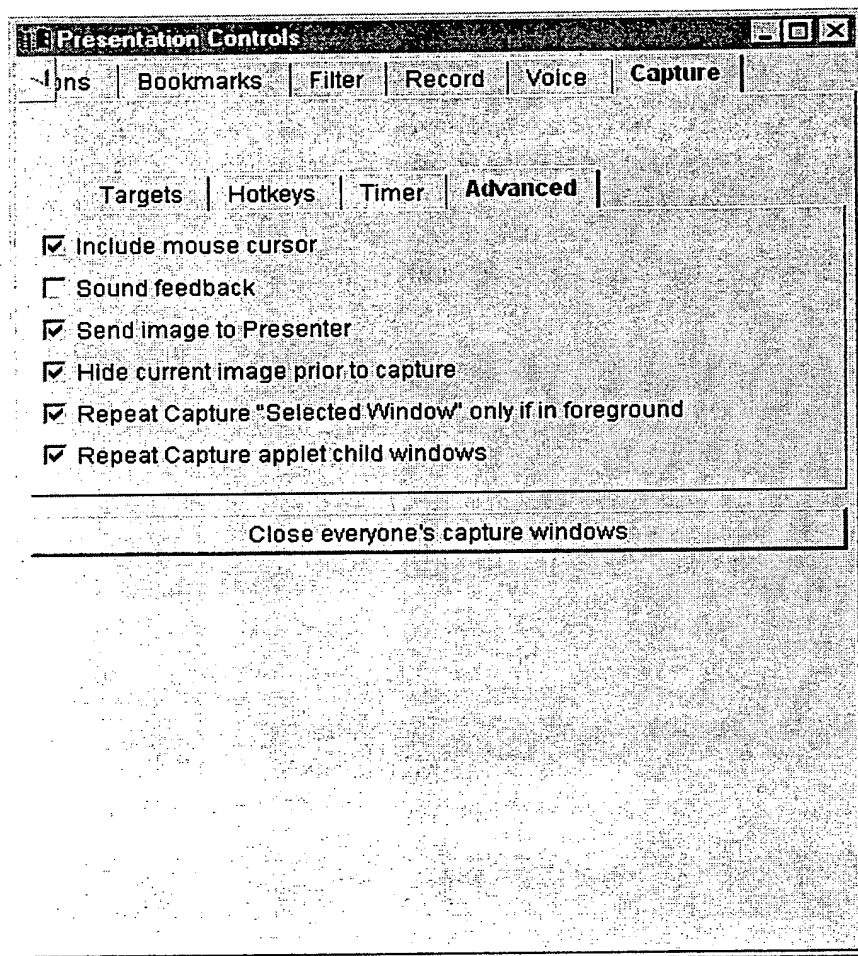 Presentation Controls
ons Bookmarks Filter Record Voice Capture
Targets Hotkeys Timer Advanced
Include mouse cursor
Sound feedback
Send image to Presenter
Hide current image prior to capture
Repeat Capture "Selected Window" only if in foreground
Repeat Capture applet child windows
Close everyone's capture windows